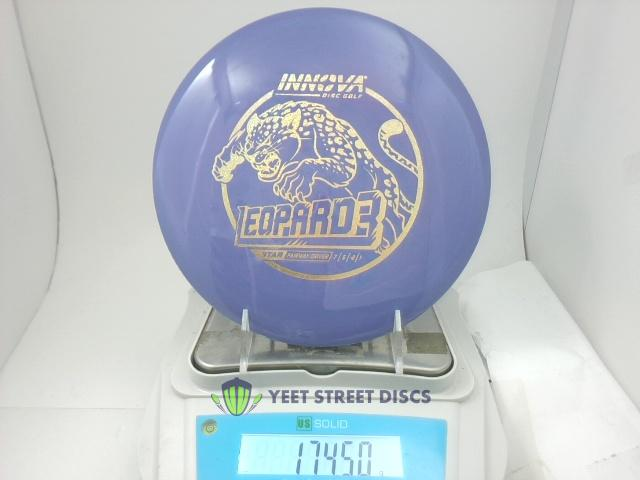 INNOVA
DISC GOLF
LEOPARD3
STAR FAIRWAY DRIVER 7|5|-2|1
YEET STREET DISCS
US SOLID
174.50 g